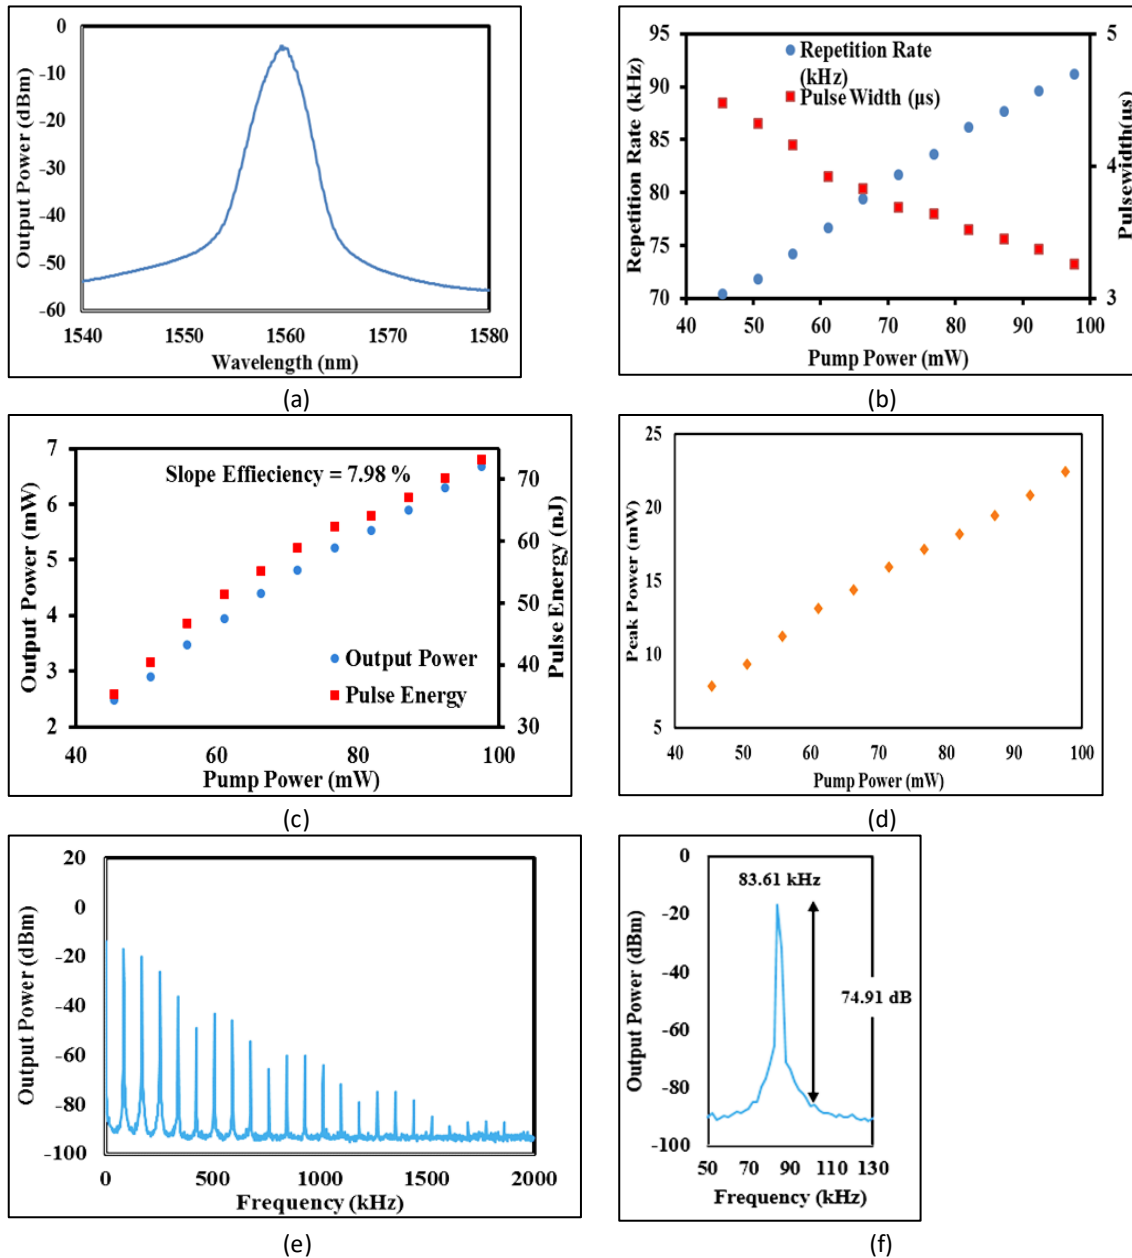 0
-10
-20
-30
-40
-50
-60
Output Power (dBm)
1540
1550
1560
1570
1580
Wavelength (nm)
(a)
95
90
85
80
75
70
Repetition Rate (kHz)
Repetition Rate
(kHz)
Pulse Width (µs)
5
4
3
Pulsewidth(µs)
40
50
60
70
80
90
100
Pump Power (mW)
(b)
7
6
5
4
3
2
Output Power (mW)
Slope Effieciency = 7.98 %
Output Power
Pulse Energy
70
60
50
40
30
Pulse Energy (nJ)
40
60
80
100
Pump Power (mW)
(c)
25
20
15
10
5
Peak Power (mW)
40
50
60
70
80
90
100
Pump Power (mW)
(d)
20
0
-20
-40
-60
-80
-100
Output Power (dBm)
0
500
1000
1500
2000
Frequency (kHz)
(e)
0
-20
-40
-60
-80
-100
Output Power (dBm)
83.61 kHz
74.91 dB
50
70
90
110
130
Frequency (kHz)
(f)